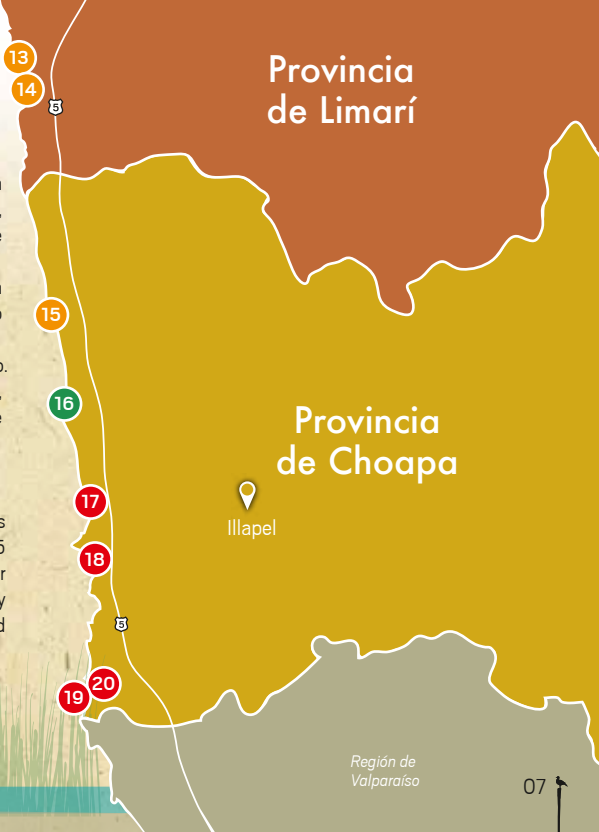 Provincia
de Limarí
13
14
5
15
16
Provincia
de Choapa
Illapel
17
18
5
20
19
Región de
Valparaíso
07